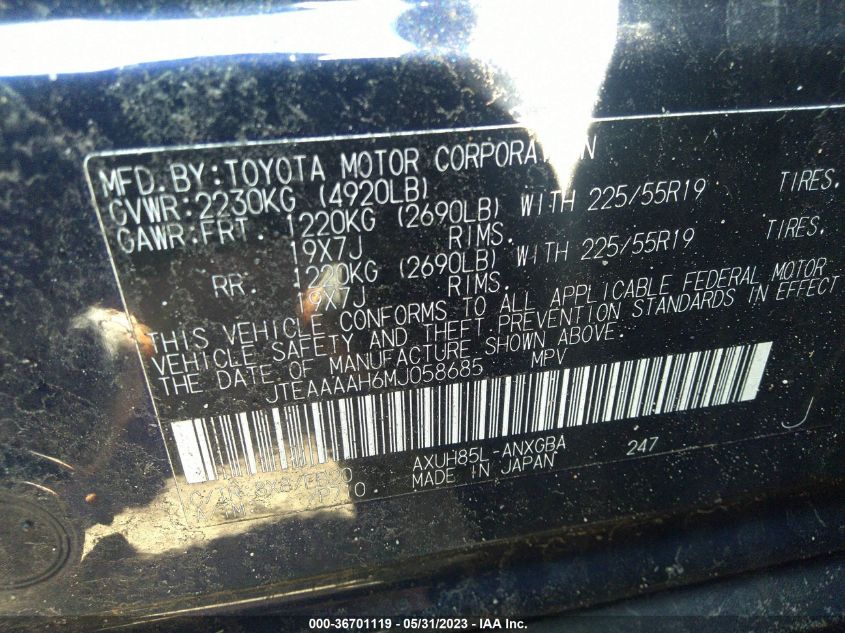 MFD. BY: TOYOTA MOTOR CORPORATION
GVWR: 2230KG (4920LB)
GAWR: FRT. 1220KG (2690LB) WITH 225/55R19 TIRES.
19X7J RIMS.
RR. 1220KG (2690LB) WITH 225/55R19 TIRES.
19X7J RIMS.
THIS VEHICLE CONFORMS TO ALL APPLICABLE FEDERAL MOTOR
VEHICLE SAFETY AND THEFT PREVENTION STANDARDS IN EFFECT
THE DATE OF MANUFACTURE SHOWN ABOVE.
JTEAAAAH6MJ058685 MPV
AXUH85L-ANXGBA 247 J
MADE IN JAPAN
000-36701119 - 05/31/2023 - IAA Inc.